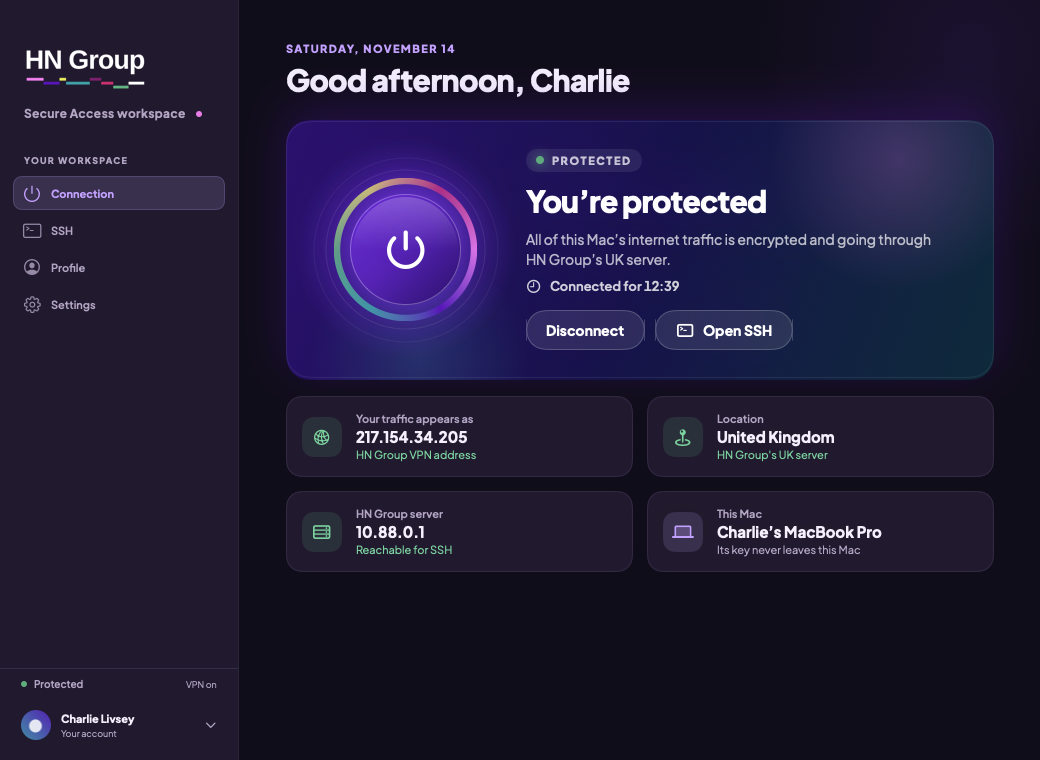 HN Group
Secure Access workspace
YOUR WORKSPACE
Connection
SSH
Profile
Settings
Protected
VPN on
Charlie Livsey
Your account
SATURDAY, NOVEMBER 14
Good afternoon, Charlie
PROTECTED
You’re protected
All of this Mac’s internet traffic is encrypted and going through
HN Group’s UK server.
Connected for 12:39
Disconnect
Open SSH
Your traffic appears as
217.154.34.205
HN Group VPN address
Location
United Kingdom
HN Group’s UK server
HN Group server
10.88.0.1
Reachable for SSH
This Mac
Charlie’s MacBook Pro
Its key never leaves this Mac